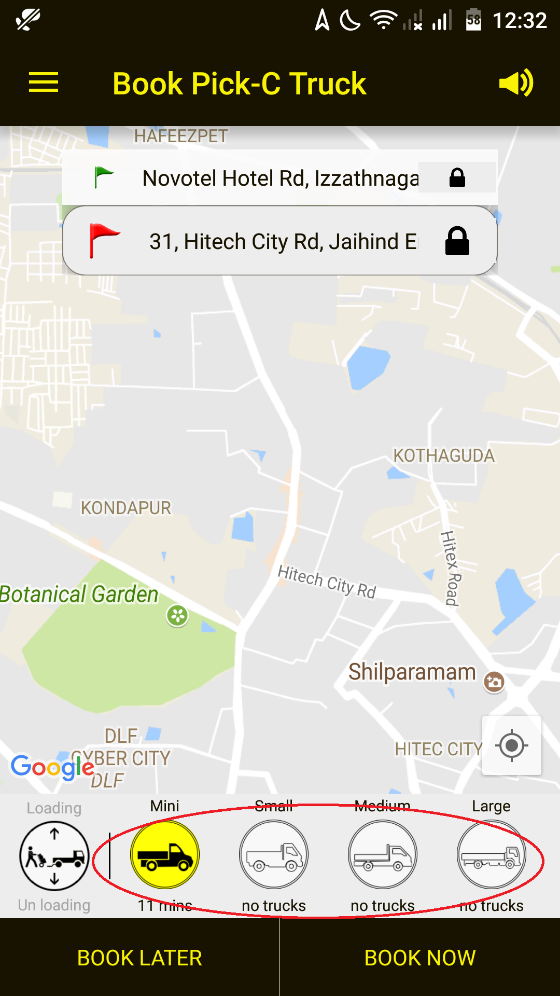 58
12:32
Book Pick-C Truck
HAFEEZPET
Novotel Hotel Rd, Izzathnaga
31, Hitech City Rd, Jaihind E
KOTHAGUDA
KONDAPUR
Hitex Road
Hitech City Rd
Botanical Garden
Shilparamam
DLF
CYBER CITY
DLF
HITEC CITY
Google
Loading
Mini
Small
Medium
Large
Un loading
11 mins
no trucks
no trucks
no trucks
BOOK LATER
BOOK NOW